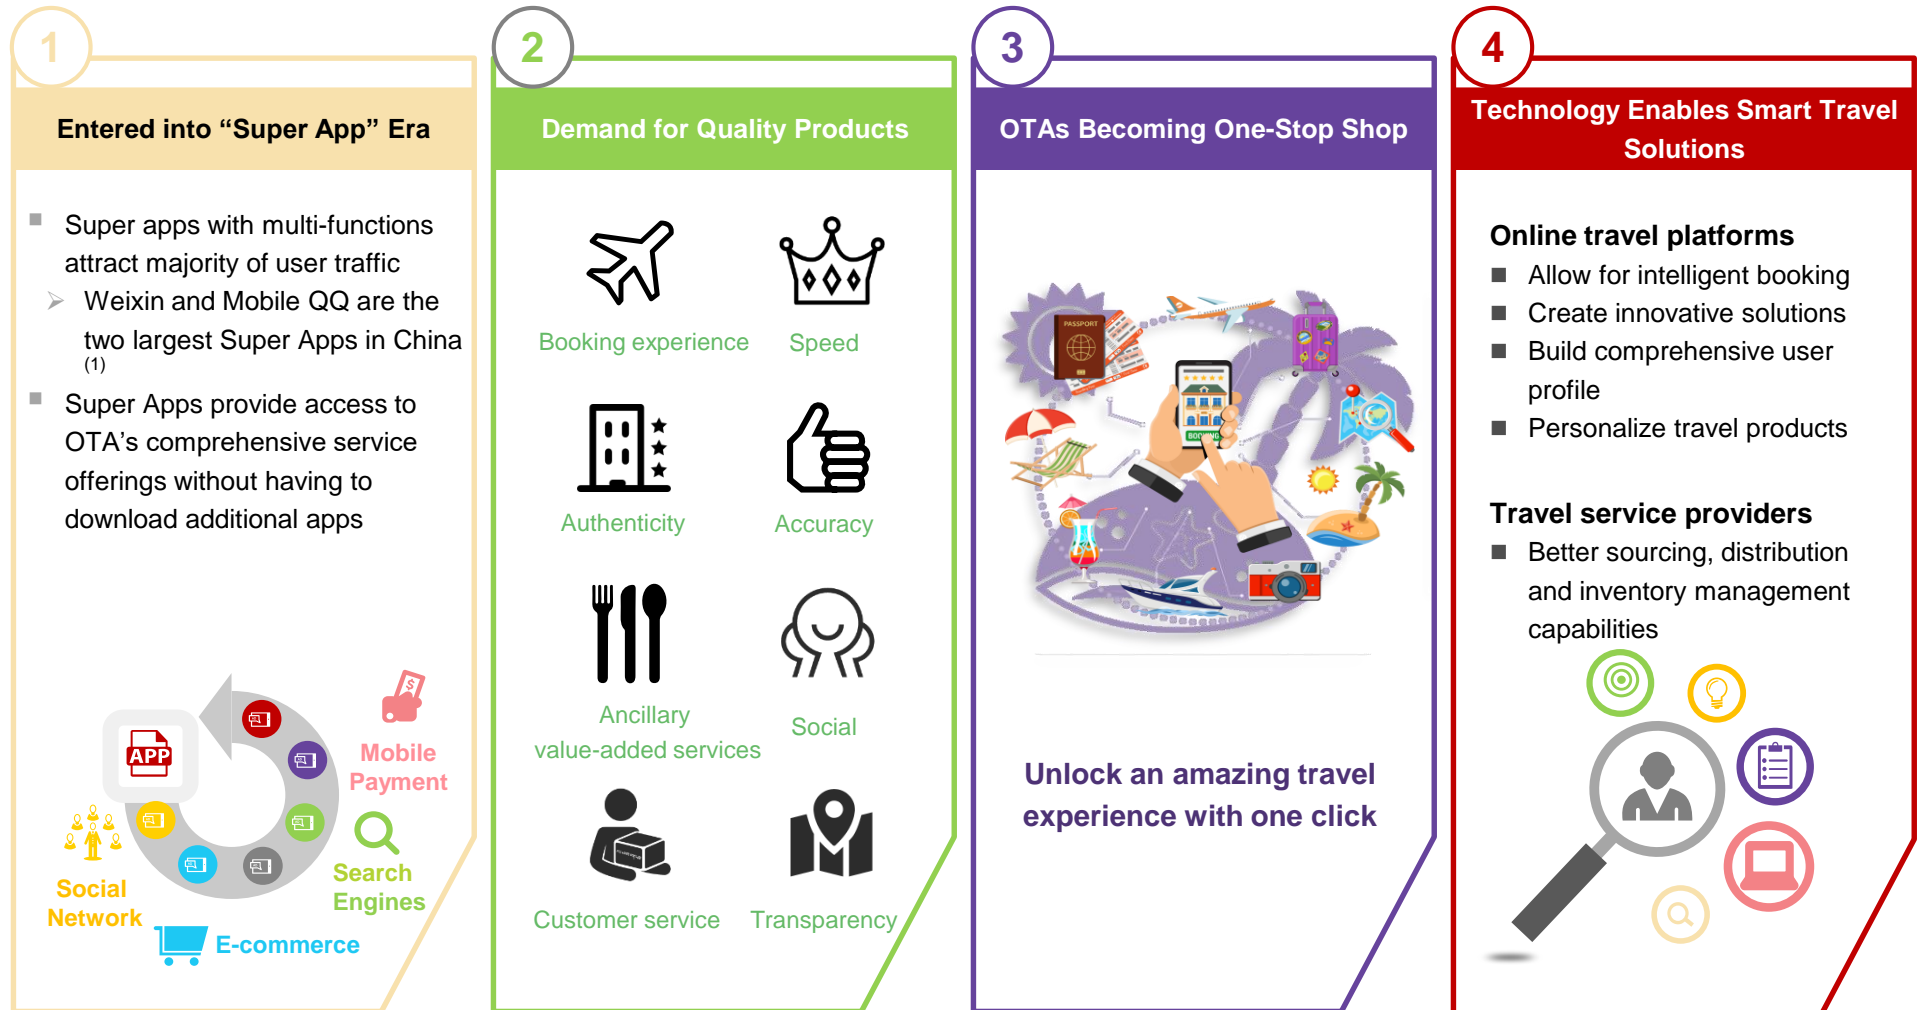 1
Entered into “Super App” Era
Super apps with multi-functions
attract majority of user traffic
Weixin and Mobile QQ are the
two largest Super Apps in China
(1)
Super Apps provide access to
OTA’s comprehensive service
offerings without having to
download additional apps
APP
$
Mobile
Payment
Search
Engines
Social
Network
E-commerce
2
Demand for Quality Products
Booking experience
Speed
Authenticity
Accuracy
Ancillary
value-added services
Social
Customer service
Transparency
3
OTAs Becoming One-Stop Shop
PASSPORT
BOOKING
Unlock an amazing travel
experience with one click
4
Technology Enables Smart Travel
Solutions
Online travel platforms
Allow for intelligent booking
Create innovative solutions
Build comprehensive user
profile
Personalize travel products
Travel service providers
Better sourcing, distribution
and inventory management
capabilities